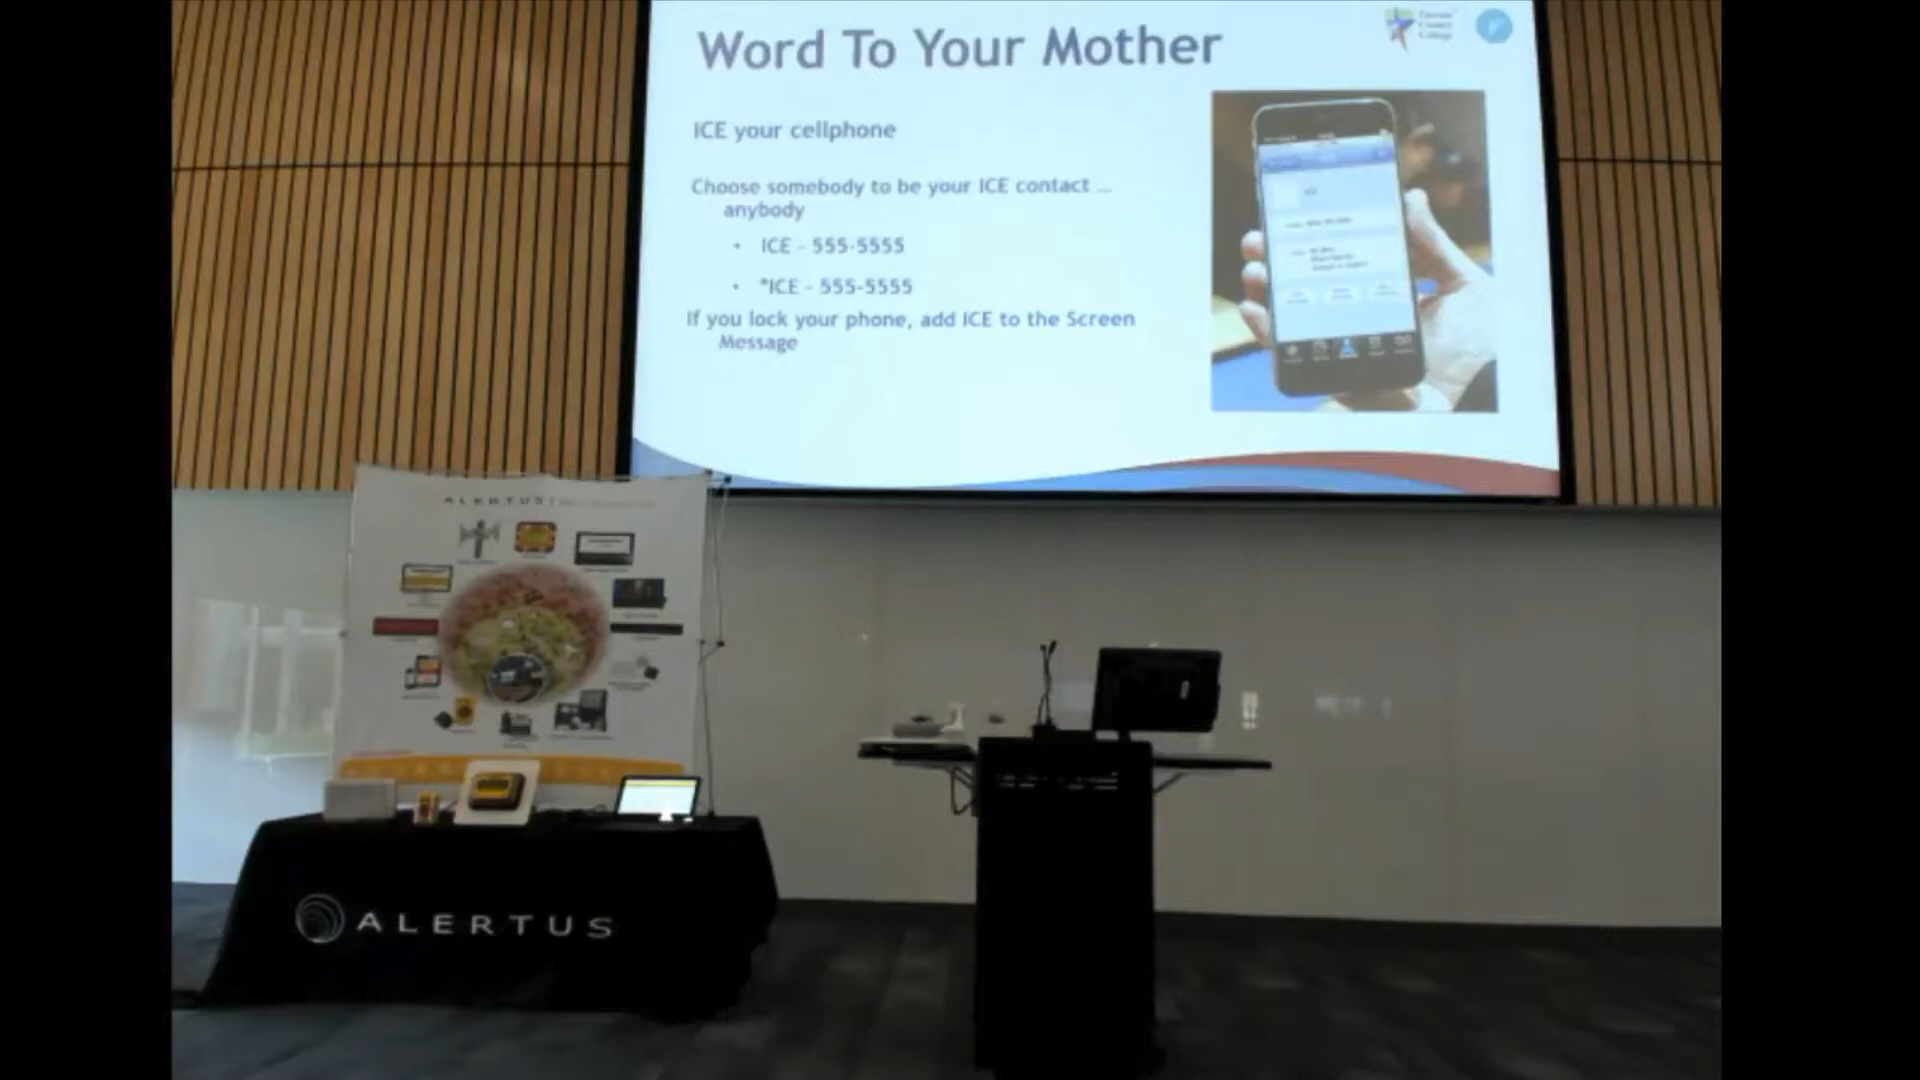 Word To Your Mother
ICE your cellphone
Choose somebody to be your ICE contact …
anybody
• ICE - 555-5555
• *ICE - 555-5555
If you lock your phone, add ICE to the Screen
Message
ALERTUS
ALERTUS